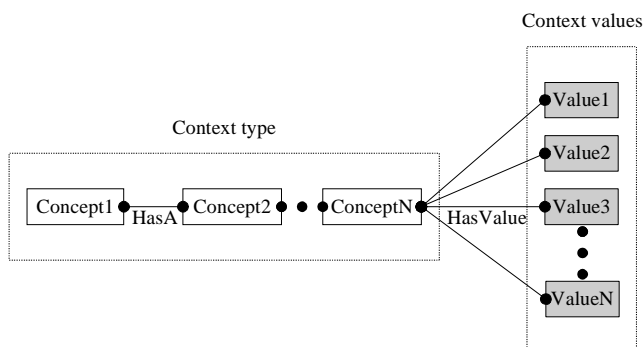 Context values
Value1
Value2
Context type
Concept1
HasA
Concept2
ConceptN
HasValue
Value3
ValueN